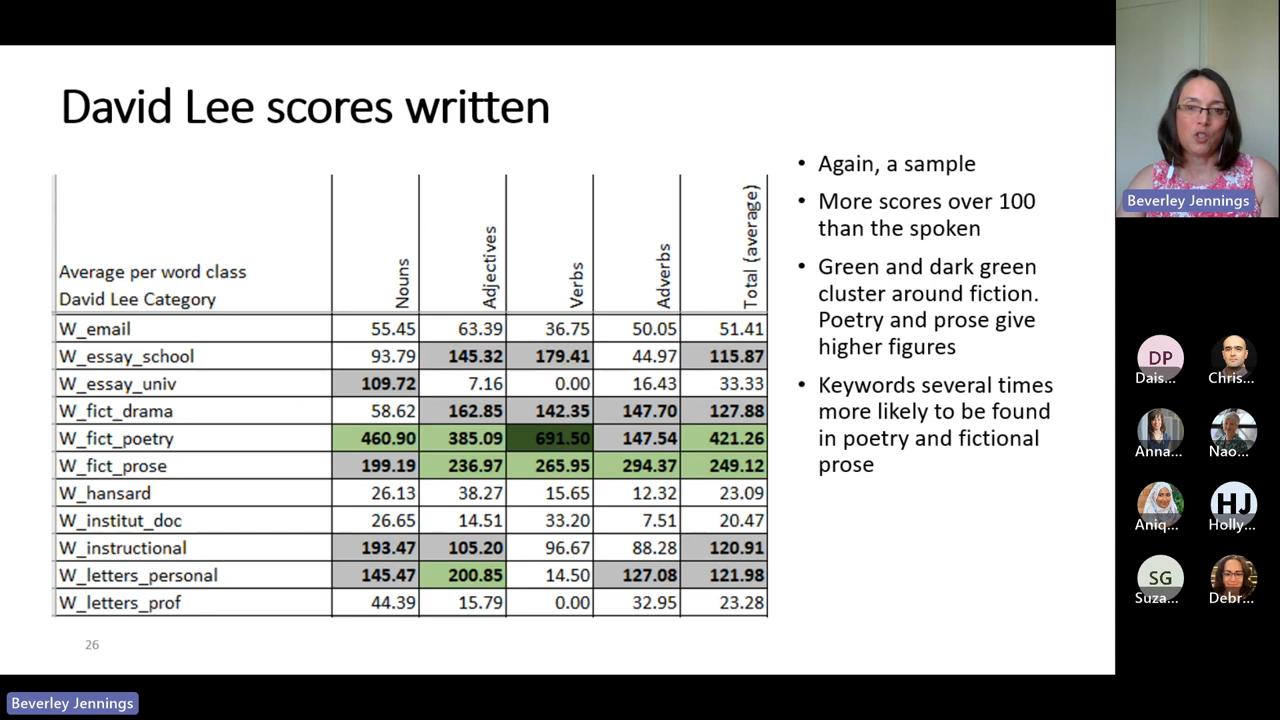 David Lee scores written
Average per word class
David Lee Category
Nouns
Adjectives
Verbs
Adverbs
Total (average)
W_email 55.45 63.39 36.75 50.05 51.41
W_essay_school 93.79 145.32 179.41 44.97 115.87
W_essay_univ 109.72 7.16 0.00 16.43 33.33
W_fict_drama 58.62 162.85 142.35 147.70 127.88
W_fict_poetry 460.90 385.09 691.50 147.54 421.26
W_fict_prose 199.19 236.97 265.95 294.37 249.12
W_hansard 26.13 38.27 15.65 12.32 23.09
W_institut_doc 26.65 14.51 33.20 7.51 20.47
W_instructional 193.47 105.20 96.67 88.28 120.91
W_letters_personal 145.47 200.85 14.50 127.08 121.98
W_letters_prof 44.39 15.79 0.00 32.95 23.28
• Again, a sample
• More scores over 100
than the spoken
• Green and dark green
cluster around fiction.
Poetry and prose give
higher figures
• Keywords several times
more likely to be found
in poetry and fictional
prose
26
Beverley Jennings
Beverley Jennings
DP
Dais...
Chris...
Anna...
Nao...
Aniq...
HJ
Holly...
SG
Suza...
Debr...